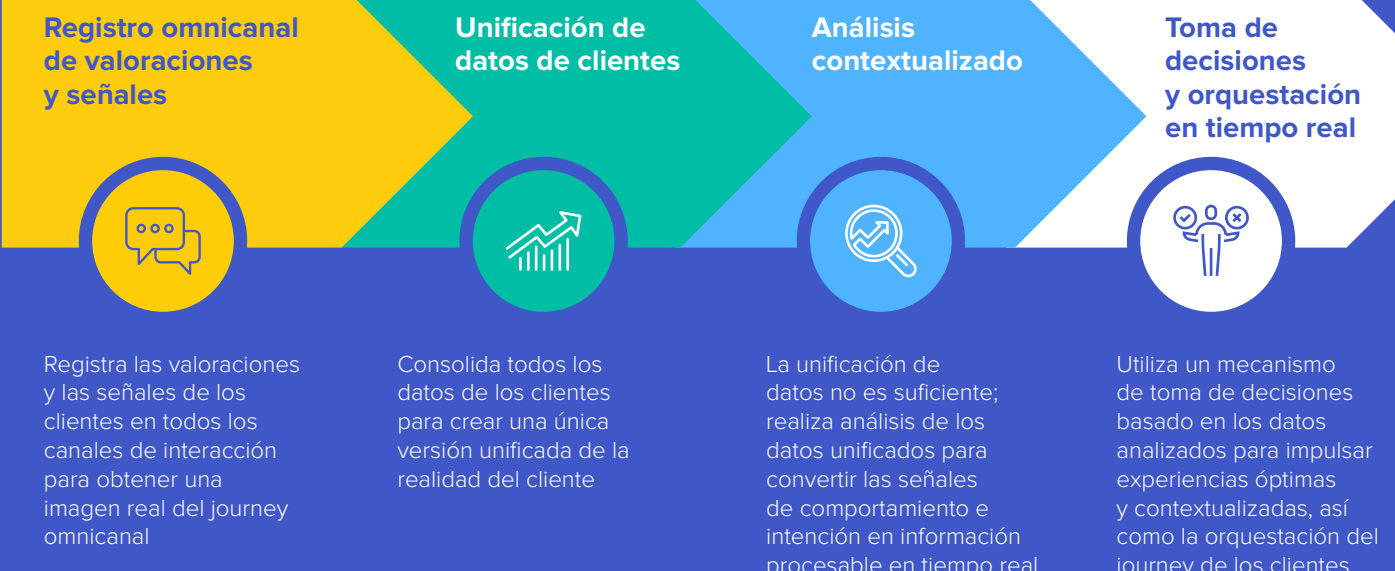 Registro omnicanal
de valoraciones
y señales
Unificación de
datos de clientes
Análisis
contextualizado
Toma de
decisiones
y orquestación
en tiempo real
Registra las valoraciones
y las señales de los
clientes en todos los
canales de interacción
para obtener una
imagen real del journey
omnicanal
Consolida todos los
datos de los clientes
para crear una única
versión unificada de la
realidad del cliente
La unificación de
datos no es suficiente;
realiza análisis de los
datos unificados para
convertir las señales
de comportamiento e
intención en información
procesable en tiempo real
Utiliza un mecanismo
de toma de decisiones
basado en los datos
analizados para impulsar
experiencias óptimas
y contextualizadas, así
como la orquestación del
journey de los clientes